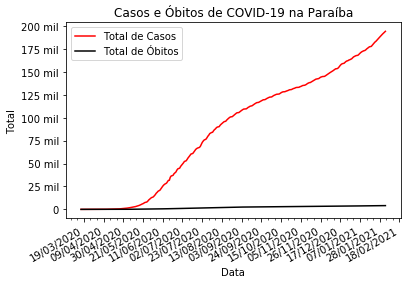 Casos e Óbitos de COVID-19 na Paraíba
Total de Casos
Total de Óbitos
200 mil
175 mil
150 mil
125 mil
100 mil
75 mil
50 mil
25 mil
0
Total
19/03/2020
09/04/2020
30/04/2020
21/05/2020
11/06/2020
02/07/2020
23/07/2020
13/08/2020
03/09/2020
24/09/2020
15/10/2020
05/11/2020
26/11/2020
17/12/2020
07/01/2021
28/01/2021
18/02/2021
Data